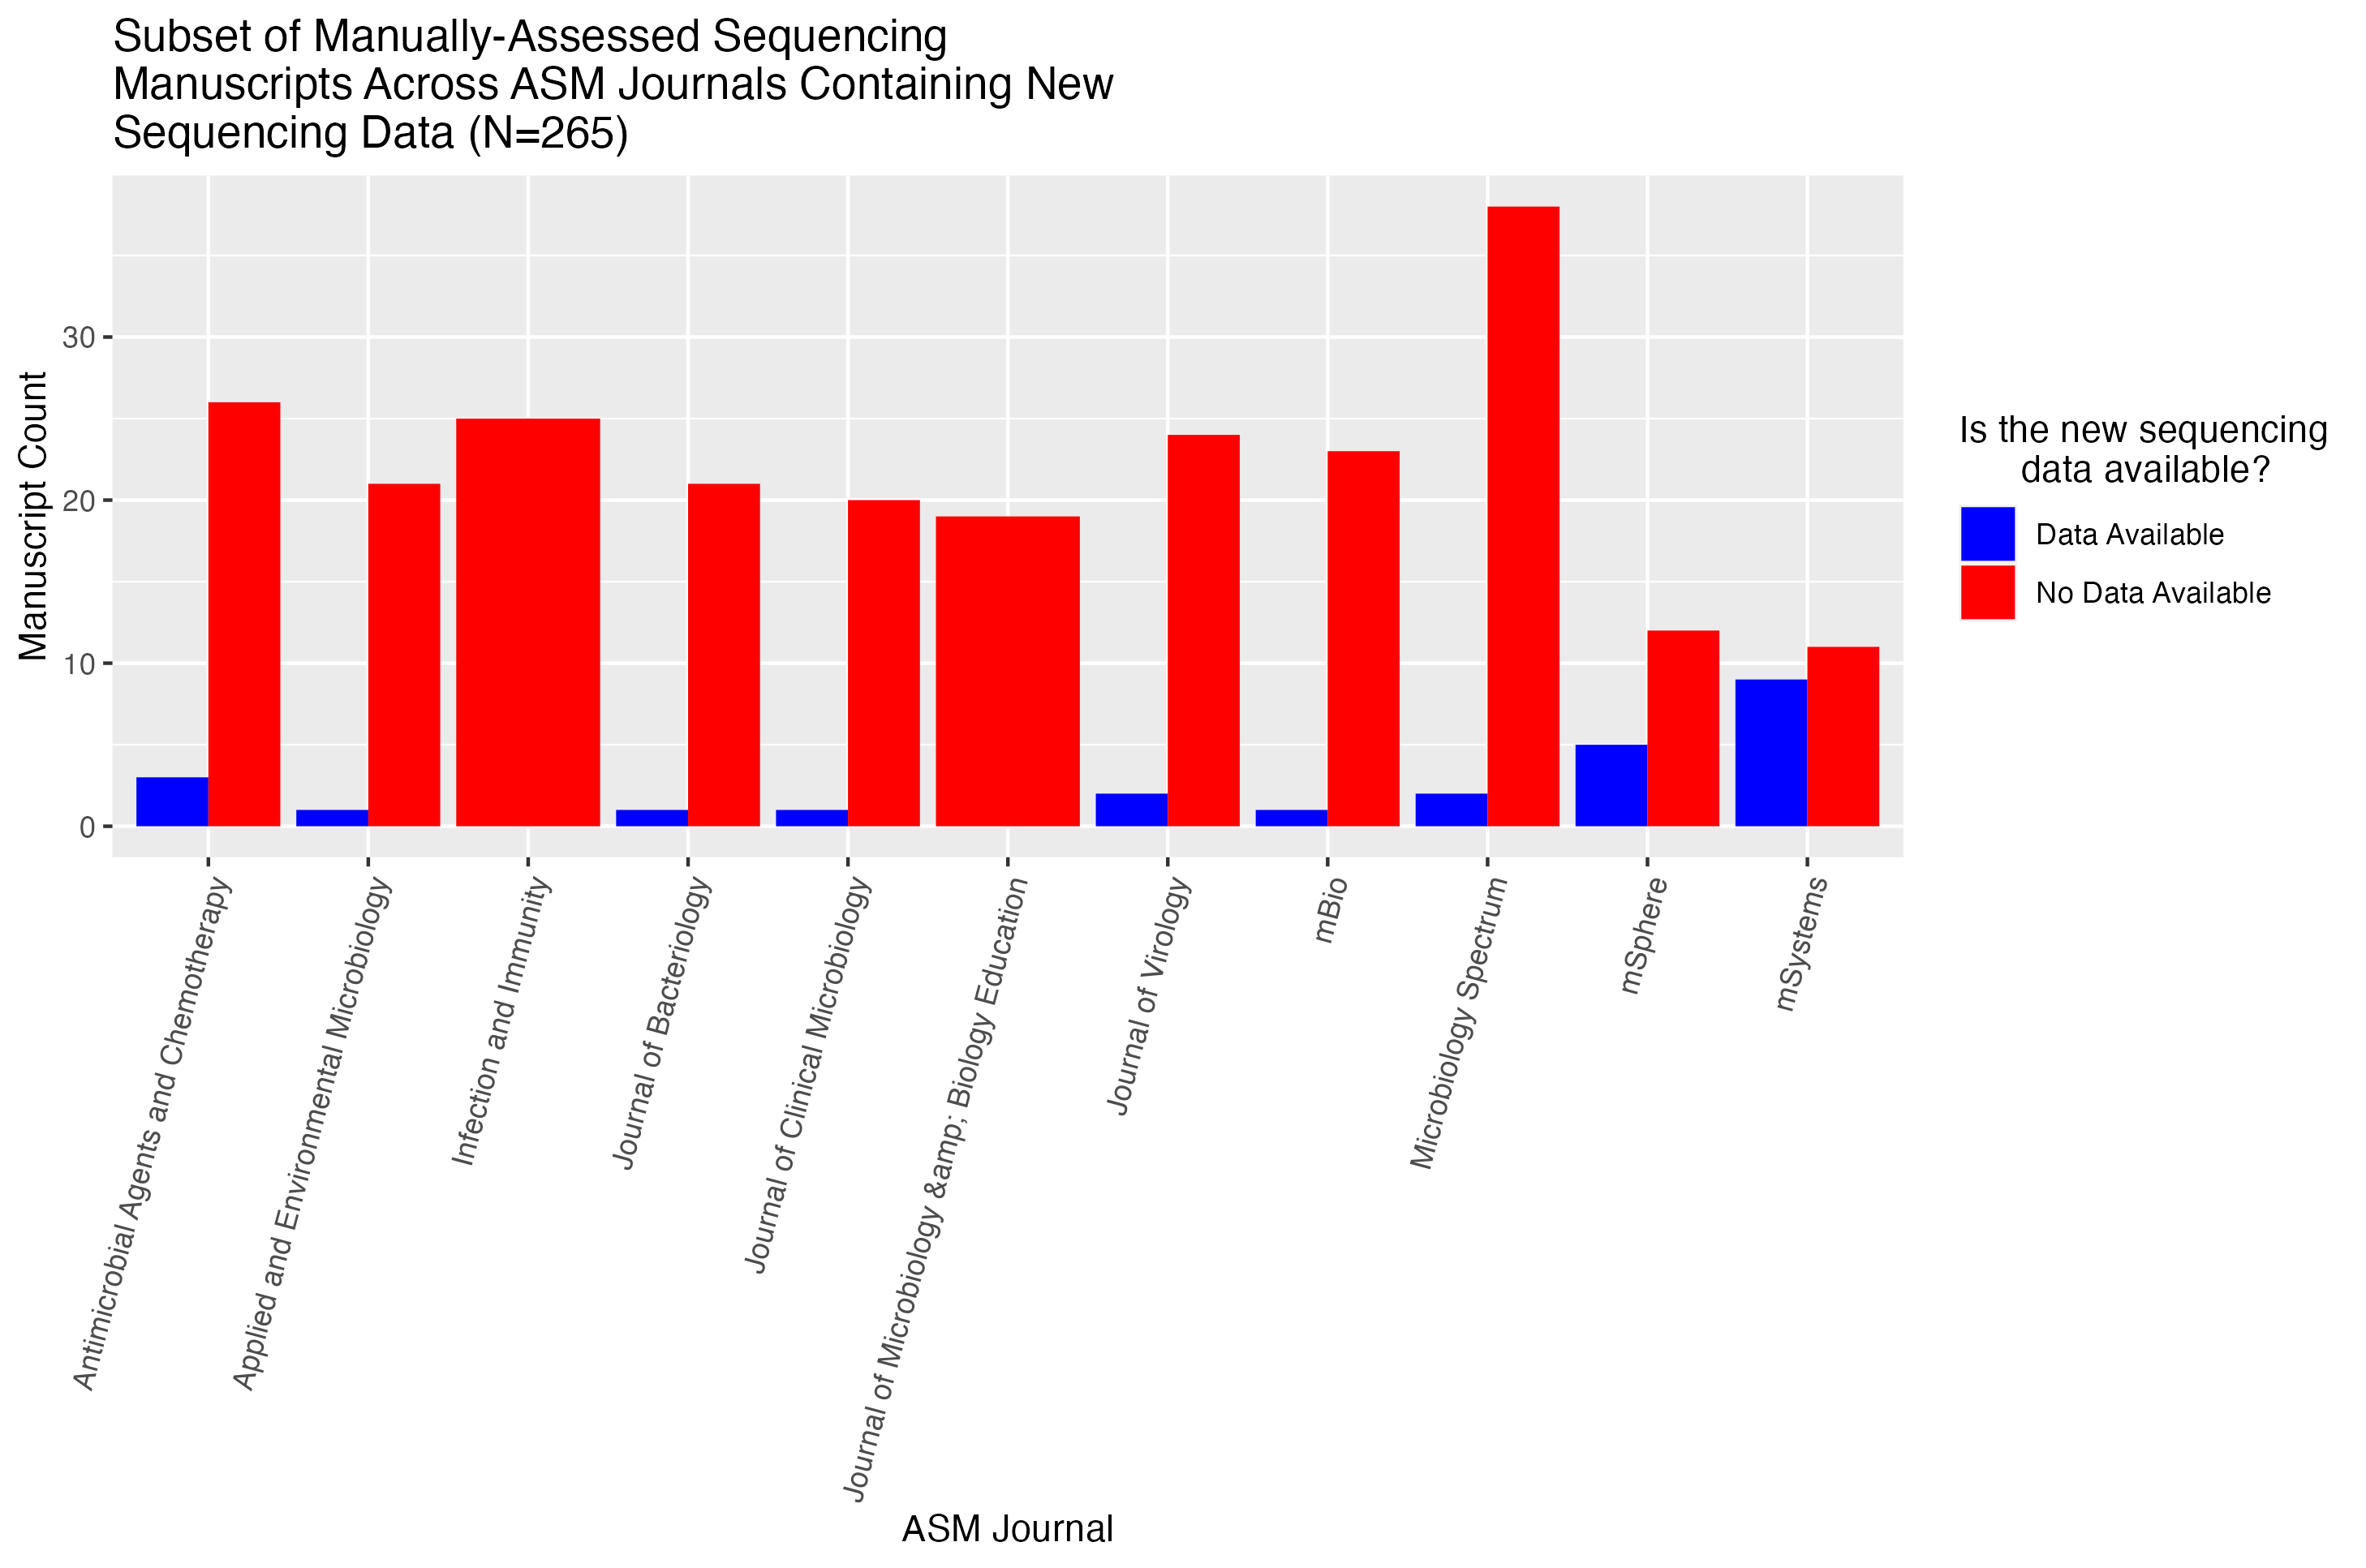 Subset of Manually-Assessed Sequencing
Manuscripts Across ASM Journals Containing New
Sequencing Data (N=265)
Manuscript Count
30
20
10
0
Antimicrobial Agents and Chemotherapy
Applied and Environmental Microbiology
Infection and Immunity
Journal of Bacteriology
Journal of Clinical Microbiology
Journal of Microbiology &amp; Biology Education
Journal of Virology
mBio
Microbiology Spectrum
mSphere
mSystems
ASM Journal
Is the new sequencing
data available?
Data Available
No Data Available